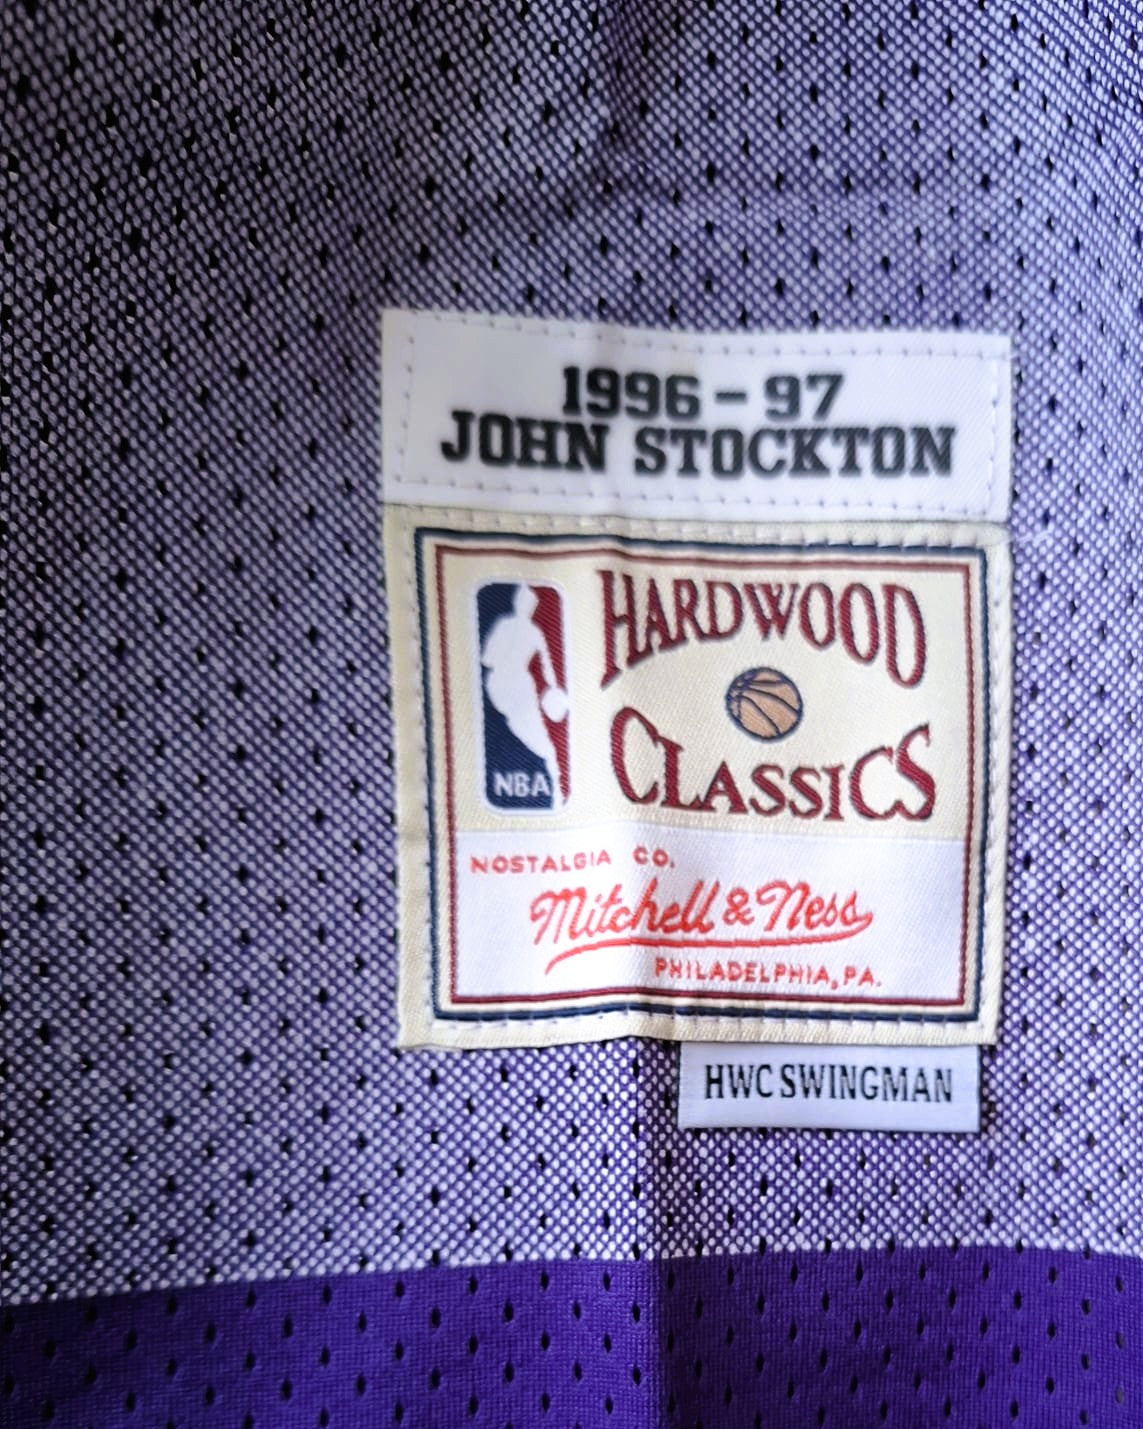 1996-97
JOHN STOCKTON
HARDWOOD
CLASSICS
NBA
NOSTALGIA CO.
Mitchell & Ness
PHILADELPHIA, PA.
HWC SWINGMAN